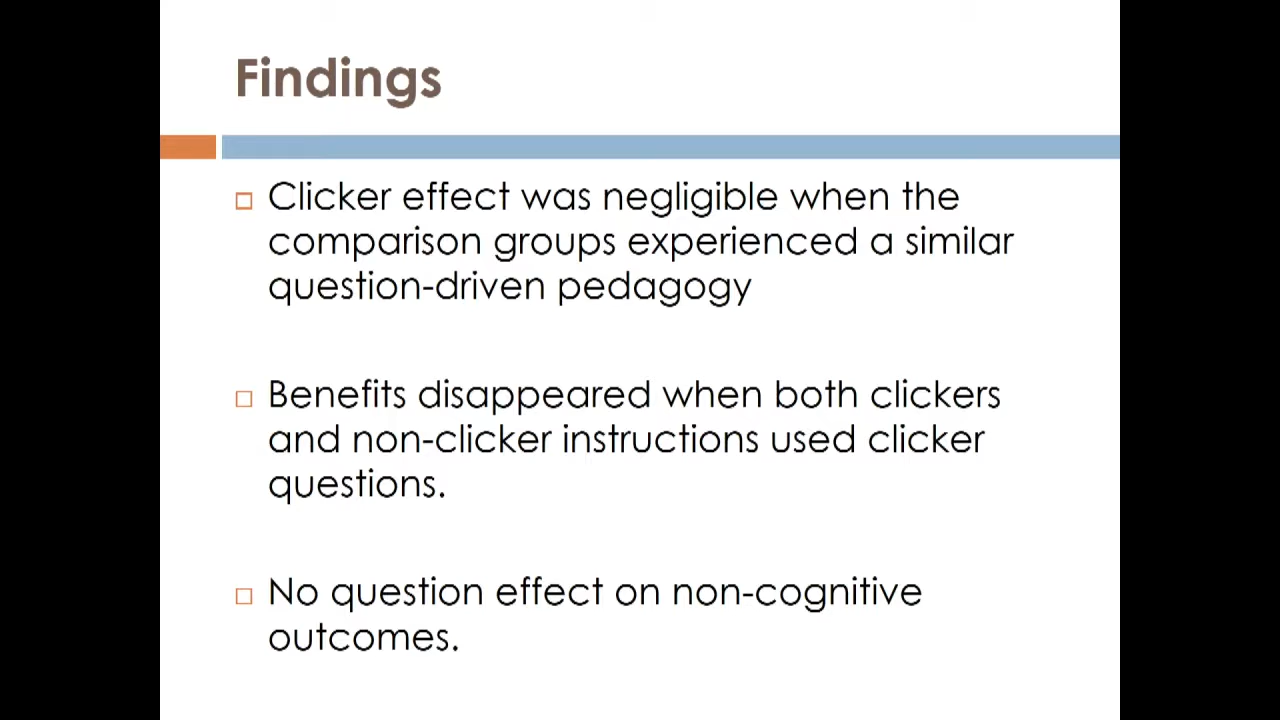 Findings
Clicker effect was negligible when the
comparison groups experienced a similar
question-driven pedagogy
Benefits disappeared when both clickers
and non-clicker instructions used clicker
questions.
No question effect on non-cognitive
outcomes.